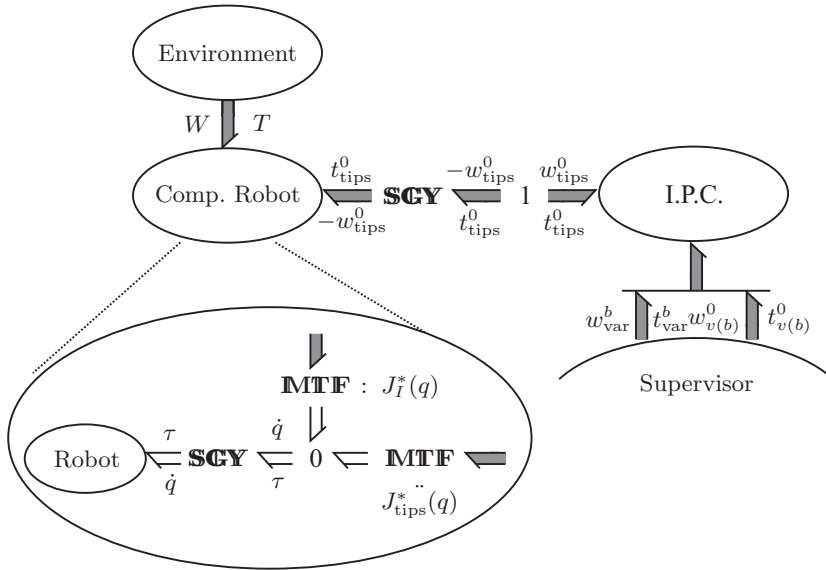 Environment
W T
t^0_tips -w^0_tips w^0_tips
Comp. Robot SGY 1 I.P.C.
-w^0_tips t^0_tips t^0_tips
w^b_var t^b_var w^0_v(b) t^0_v(b)
Supervisor
MTF : J^*_I(q)
τ q̇
Robot SGY 0 MTF
q̇ τ
J^*_tips ̈(q)